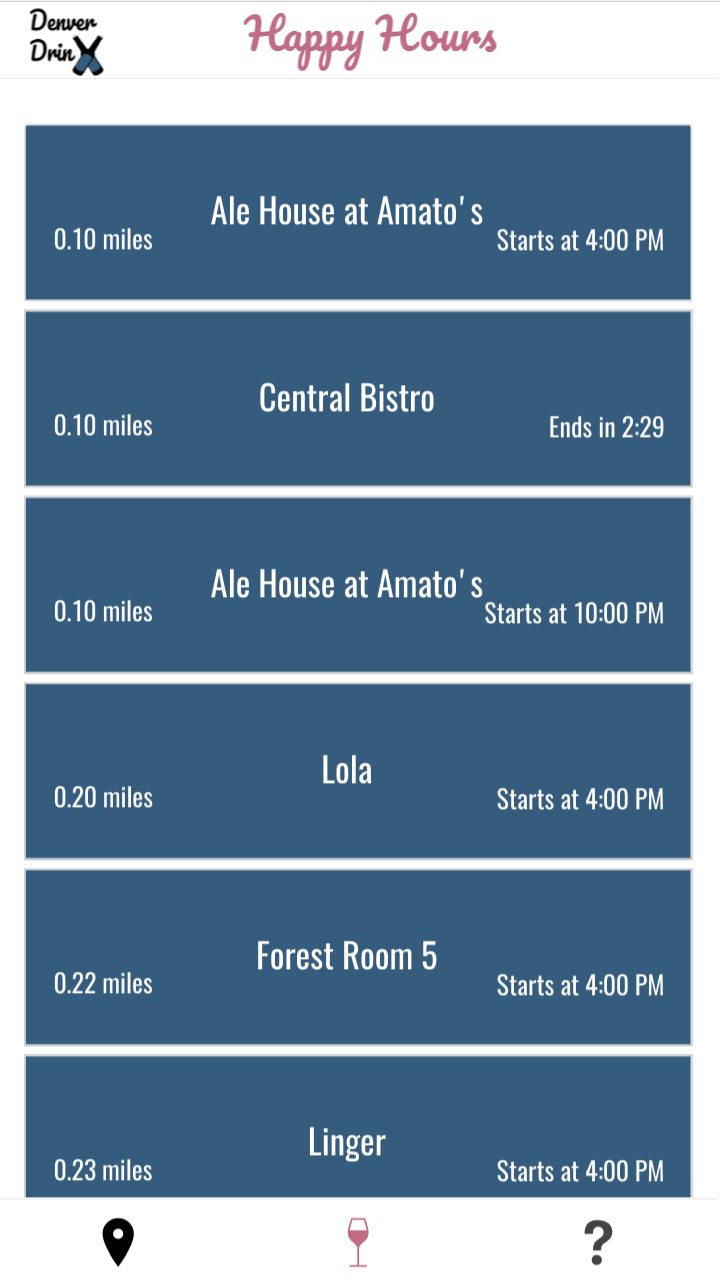 Denver
DrinX
Happy Hours
Ale House at Amato's
0.10 miles
Starts at 4:00 PM
Central Bistro
0.10 miles
Ends in 2:29
Ale House at Amato's
0.10 miles
Starts at 10:00 PM
Lola
0.20 miles
Starts at 4:00 PM
Forest Room 5
0.22 miles
Starts at 4:00 PM
Linger
0.23 miles
Starts at 4:00 PM
?